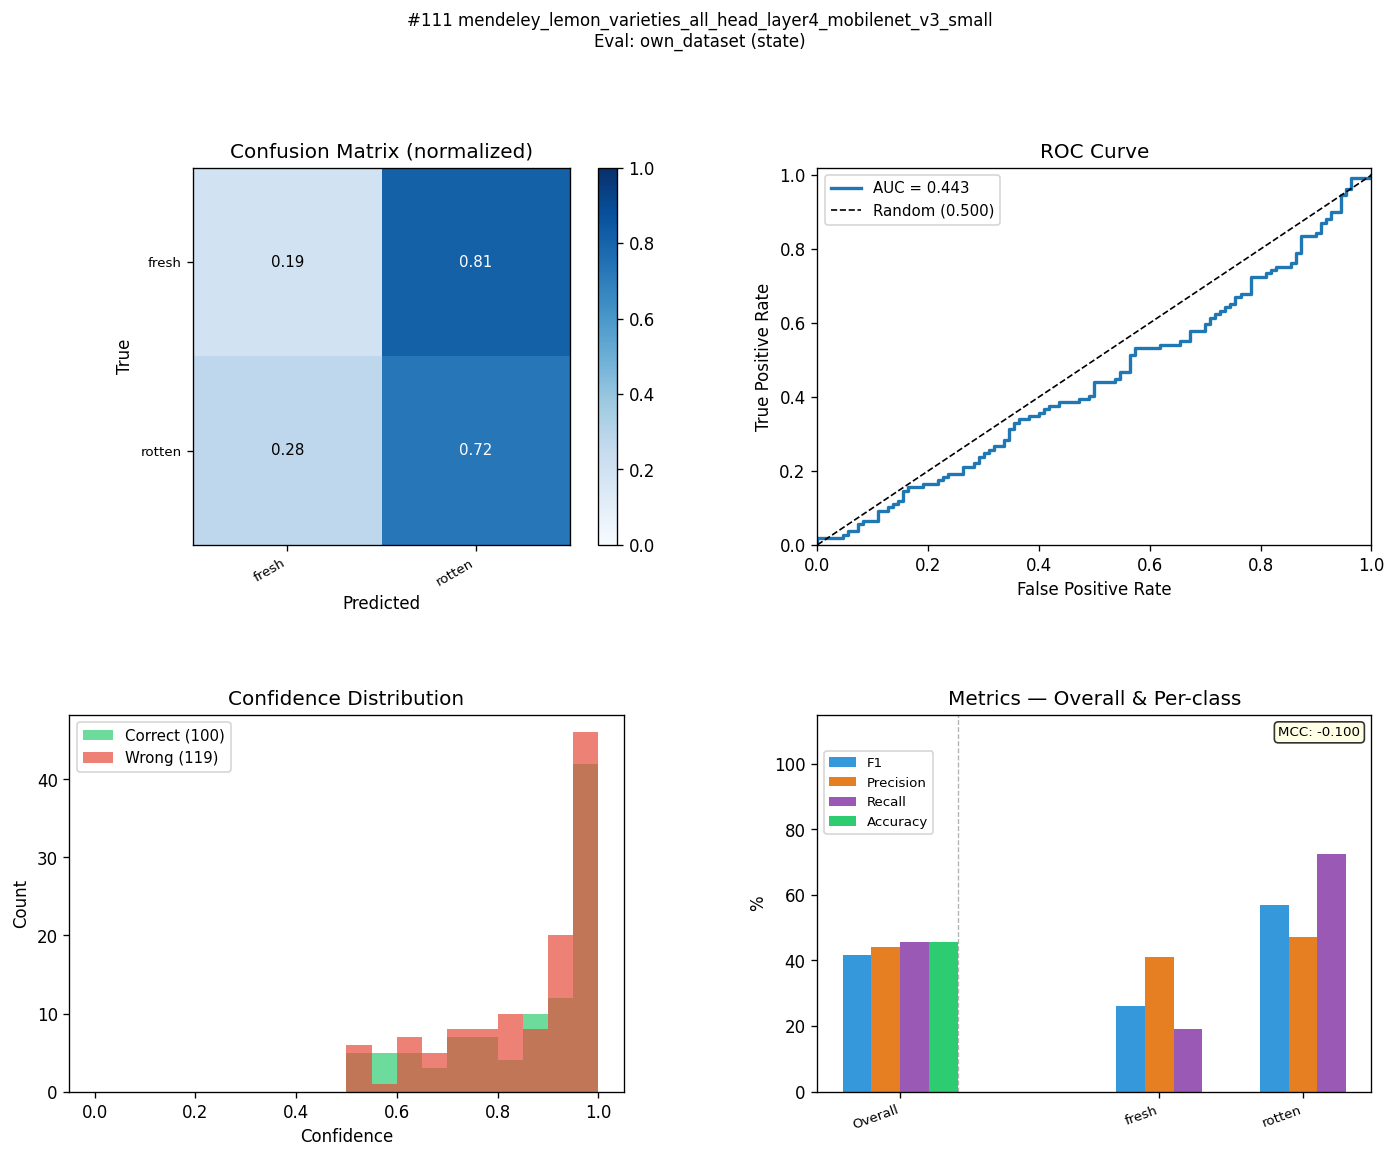 #111 mendeley_lemon_varieties_all_head_layer4_mobilenet_v3_small
Eval: own_dataset (state)
Confusion Matrix (normalized)
True
fresh
rotten
0.19
0.81
0.28
0.72
fresh
rotten
Predicted
1.0
0.8
0.6
0.4
0.2
0.0
ROC Curve
AUC = 0.443
Random (0.500)
True Positive Rate
1.0
0.8
0.6
0.4
0.2
0.0
0.0 0.2 0.4 0.6 0.8 1.0
False Positive Rate
Confidence Distribution
Correct (100)
Wrong (119)
Count
40
30
20
10
0
0.0 0.2 0.4 0.6 0.8 1.0
Confidence
Metrics — Overall & Per-class
MCC: -0.100
F1
Precision
Recall
Accuracy
%
100
80
60
40
20
0
Overall
fresh
rotten